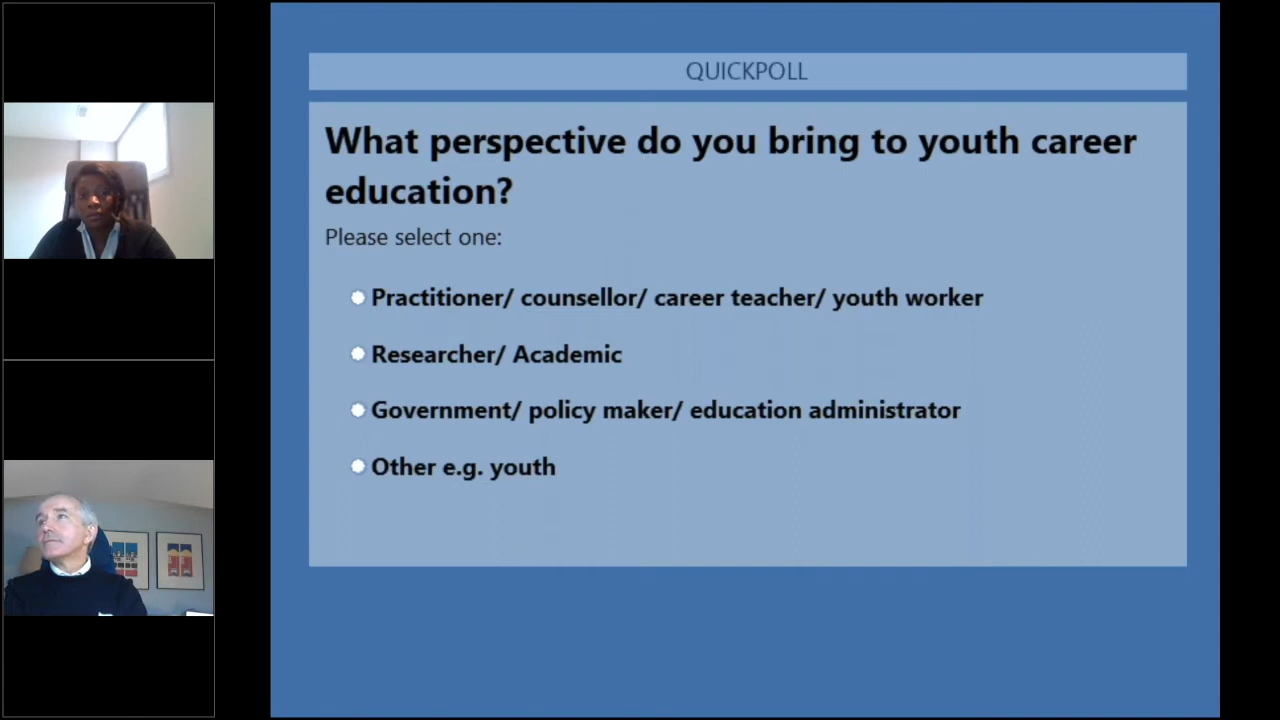 QUICKPOLL
What perspective do you bring to youth career
education?
Please select one:
Practitioner/ counsellor/ career teacher/ youth worker
Researcher/ Academic
Government/ policy maker/ education administrator
Other e.g. youth